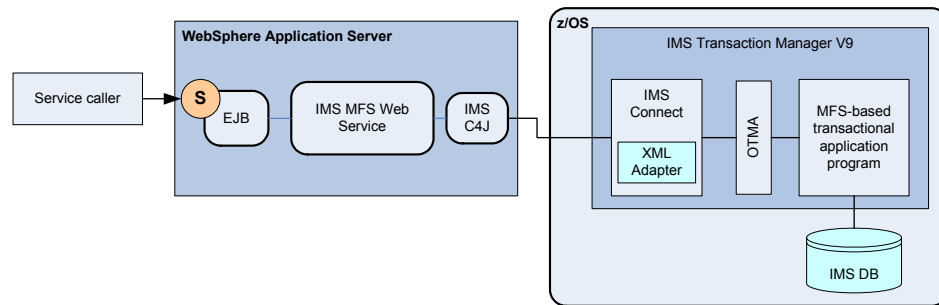 z/OS
WebSphere Application Server
IMS Transaction Manager V9
Service caller
S
EJB
IMS MFS Web
Service
IMS
C4J
IMS
Connect
XML
Adapter
OTMA
MFS-based
transactional
application
program
IMS DB